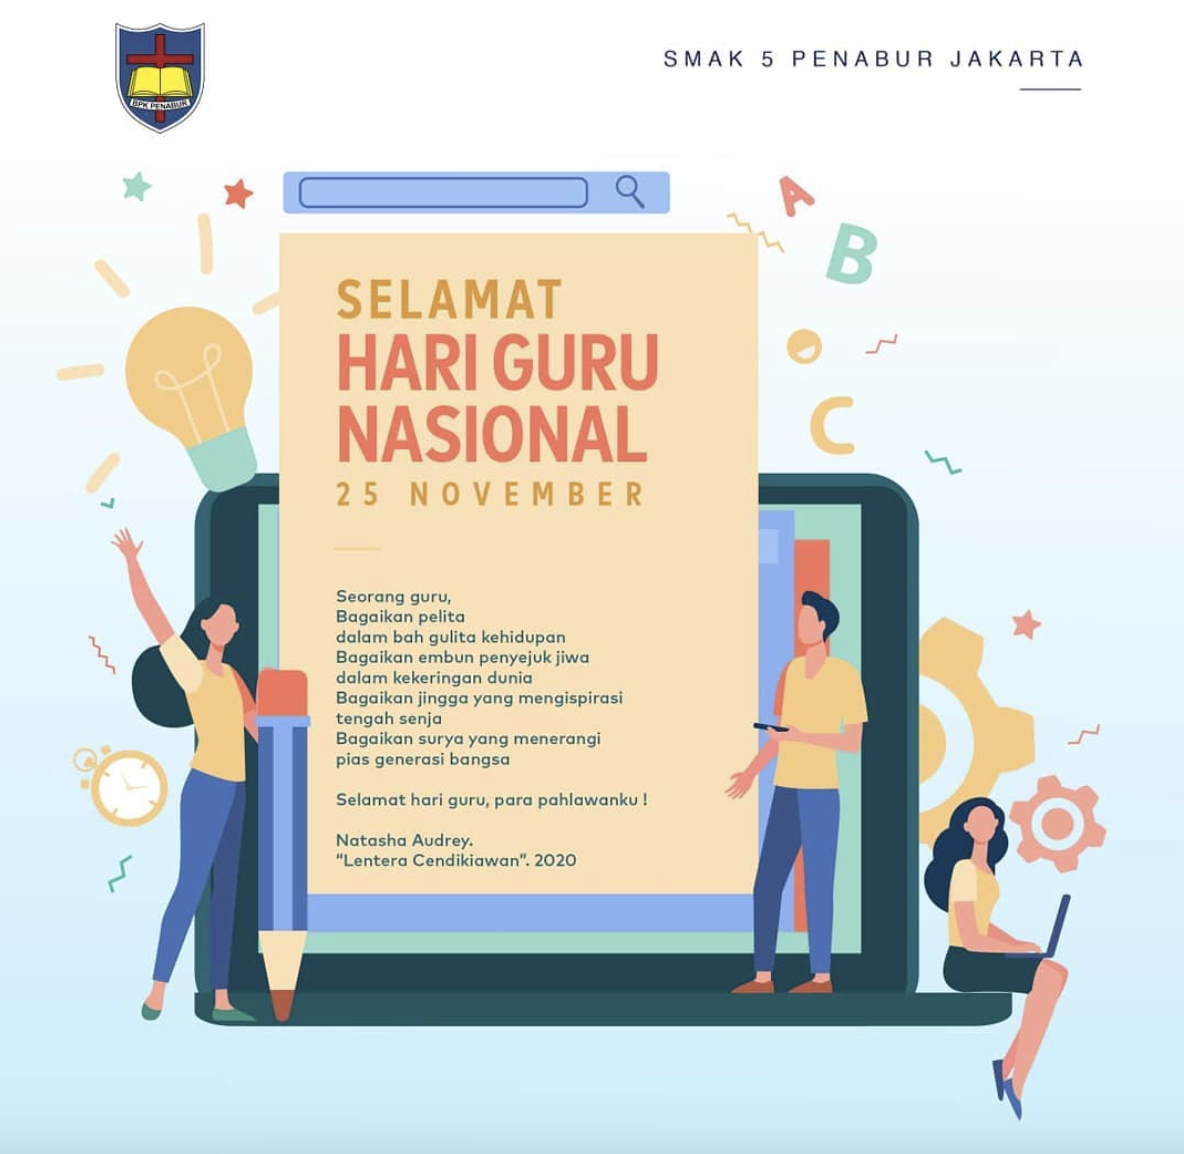 BPK PENABUR
SMAK 5 PENABUR JAKARTA
A
B
C
SELAMAT
HARI GURU
NASIONAL
25 NOVEMBER
Seorang guru,
Bagaikan pelita
dalam bah gulita kehidupan
Bagaikan embun penyejuk jiwa
dalam kekeringan dunia
Bagaikan jingga yang mengispirasi
tengah senja
Bagaikan surya yang menerangi
pias generasi bangsa
Selamat hari guru, para pahlawanku !
Natasha Audrey.
“Lentera Cendikiawan”. 2020